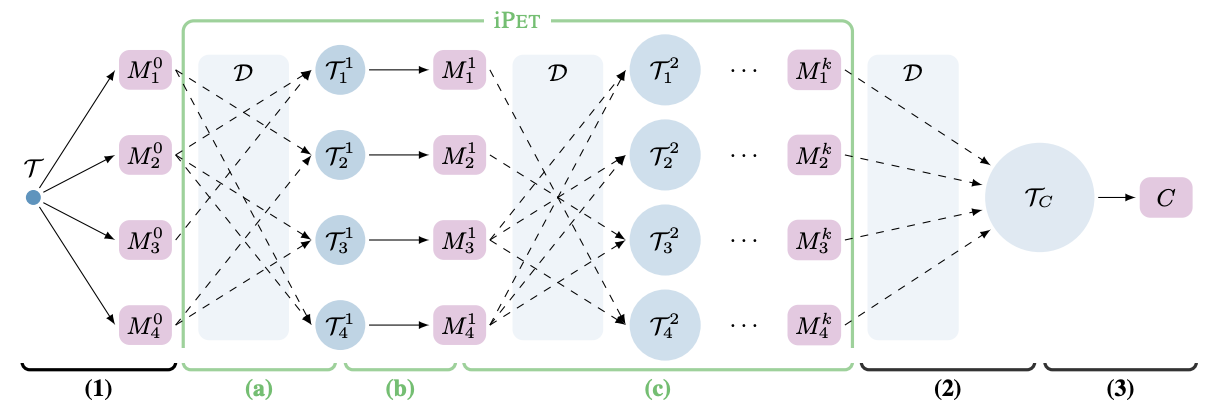 iPET
M₁⁰ 𝒟 𝒯₁¹ M₁¹ 𝒟 𝒯₁² ··· M₁ᵏ 𝒟
𝒯 M₂⁰ 𝒯₂¹ M₂¹ 𝒯₂² ··· M₂ᵏ
𝒯_C C
M₃⁰ 𝒯₃¹ M₃¹ 𝒯₃² ··· M₃ᵏ
M₄⁰ 𝒯₄¹ M₄¹ 𝒯₄² ··· M₄ᵏ
(1) (a) (b) (c) (2) (3)